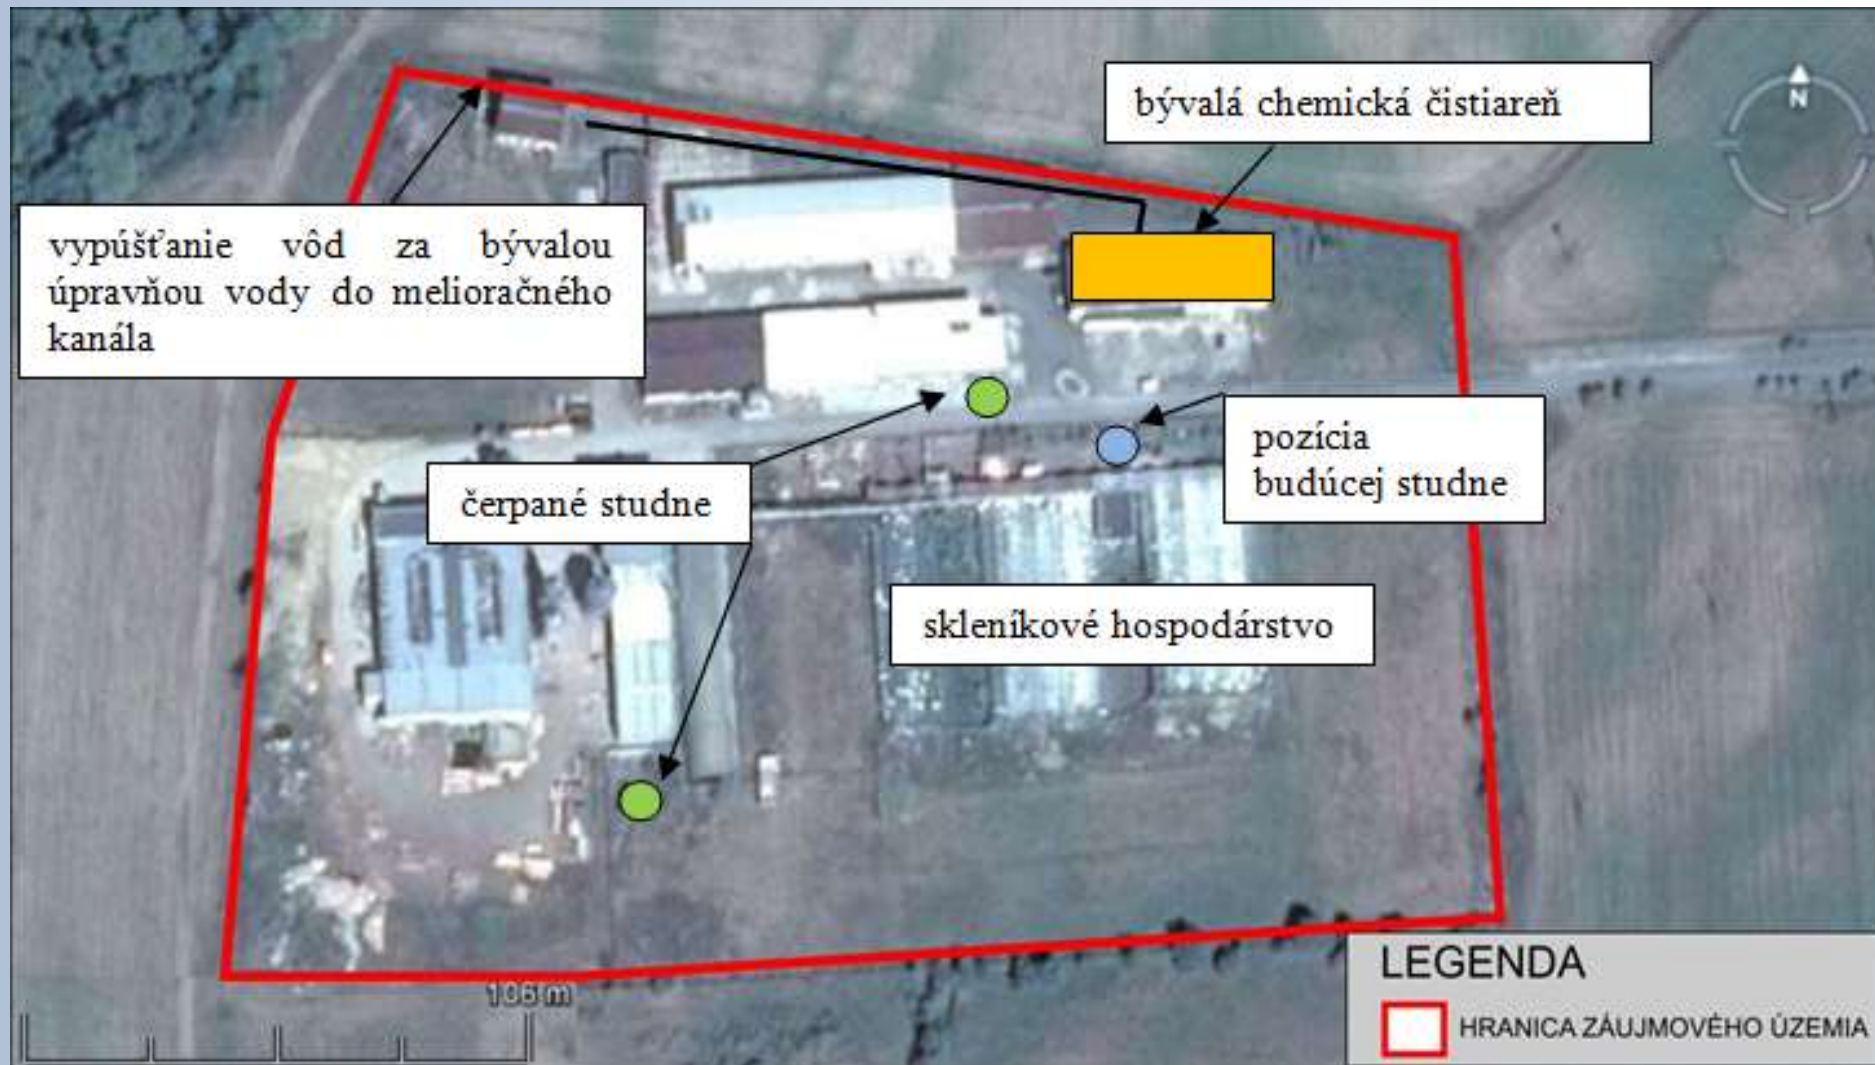 bývalá chemická čistiareň
N
vypúšťanie vôd za bývalou
úpravňou vody do melioračného
kanála
pozícia
budúcej studne
čerpané studne
skleníkové hospodárstvo
106 m
LEGENDA
HRANICA ZÁUJMOVÉHO ÚZEMIA